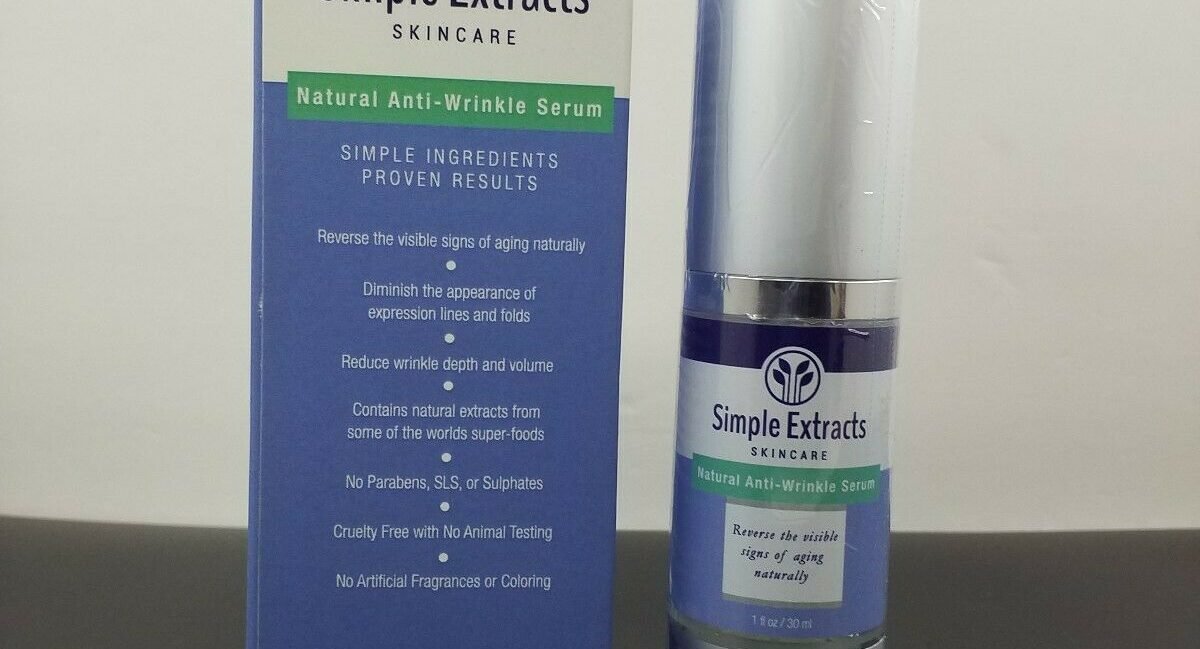 Simple Extracts
SKINCARE
Natural Anti-Wrinkle Serum
SIMPLE INGREDIENTS
PROVEN RESULTS
Reverse the visible signs of aging naturally
Diminish the appearance of
expression lines and folds
Reduce wrinkle depth and volume
Contains natural extracts from
some of the worlds super-foods
No Parabens, SLS, or Sulphates
Cruelty Free with No Animal Testing
No Artificial Fragrances or Coloring
Simple Extracts
SKINCARE
Natural Anti-Wrinkle Serum
Reverse the visible
signs of aging
naturally
1 fl oz / 30 ml